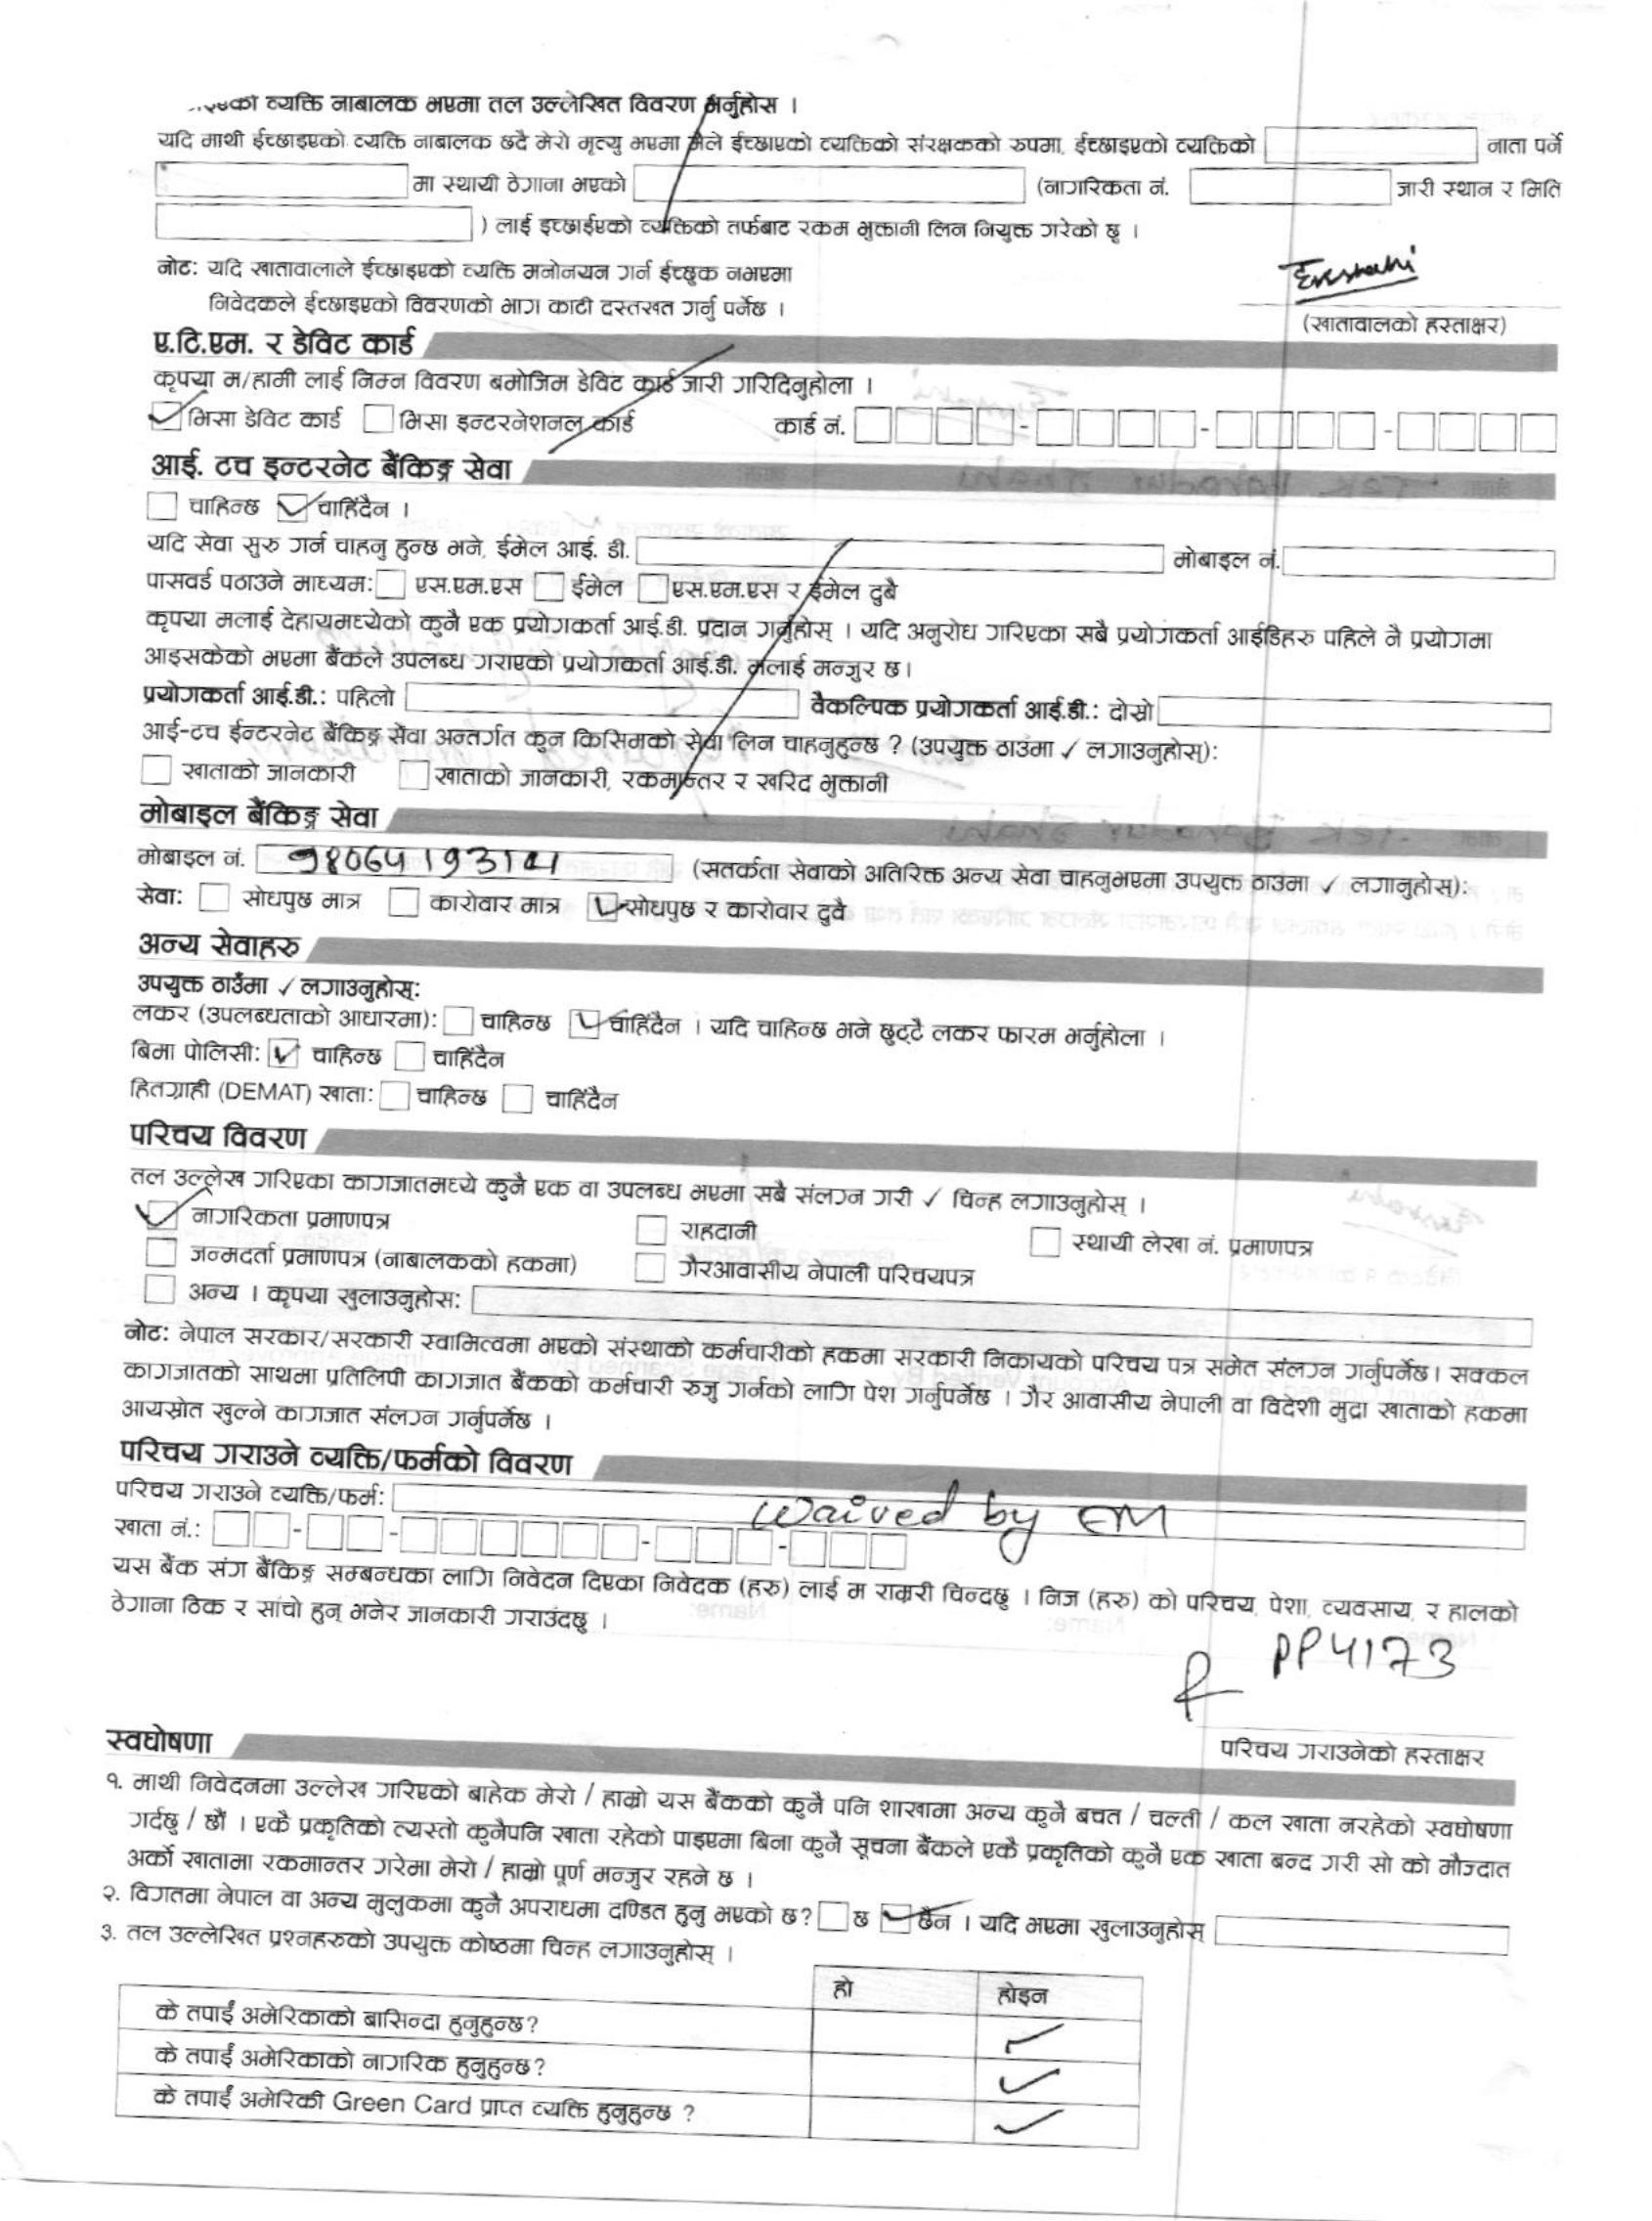 व्यक्ति नाबालक भएमा तल उल्लेखित विवरण भर्नुहोस ।
यदि माथी ईच्छाइएको व्यक्ति नाबालक छदै मेरो मृत्यु भएमा मैले ईच्छाएको व्यक्तिको संरक्षकको रुपमा, ईच्छाइएको व्यक्तिको नाता पर्ने
मा स्थायी ठेगाना भएको (नागरिकता नं. जारी स्थान र मिति
) लाई इच्छाईएको व्यक्तिको तर्फबाट रकम भुक्तानी लिन नियुक्त गरेको छु ।
नोट: यदि खातावालाले ईच्छाइएको व्यक्ति मनोनयन गर्न ईच्छुक नभएमा
निवेदकले ईच्छाइएको विवरणको भाग काटी दस्तखत गर्नु पर्नेछ ।
(खातावालको हस्ताक्षर)
ए.टि.एम. र डेविट कार्ड
कृपया म/हामी लाई निम्न विवरण बमोजिम डेविट कार्ड जारी गरिदिनुहोला ।
भिसा डेविट कार्ड भिसा इन्टरनेशनल कार्ड कार्ड नं. - - -
आई. टच इन्टरनेट बैंकिङ्ग सेवा
चाहिन्छ चाहिंदैन ।
यदि सेवा सुरु गर्न चाहनु हुन्छ भने, ईमेल आई. डी. मोबाइल नं.
पासवर्ड पठाउने माध्यम: एस.एम.एस ईमेल एस.एम.एस र ईमेल दुबै
कृपया मलाई देहायमध्येको कुनै एक प्रयोगकर्ता आई.डी. प्रदान गर्नुहोस् । यदि अनुरोध गरिएका सबै प्रयोगकर्ता आईडिहरु पहिले नै प्रयोगमा
आइसकेको भएमा बैंकले उपलब्ध गराएको प्रयोगकर्ता आई.डी. मलाई मन्जुर छ।
प्रयोगकर्ता आई.डी.: पहिलो वैकल्पिक प्रयोगकर्ता आई.डी.: दोस्रो
आई-टच ईन्टरनेट बैंकिङ्ग सेवा अन्तर्गत कुन किसिमको सेवा लिन चाहनुहुन्छ ? (उपयुक्त ठाउंमा ✓ लगाउनुहोस्):
खाताको जानकारी खाताको जानकारी, रकमान्तर र खरिद भुक्तानी
मोबाइल बैंकिङ्ग सेवा
मोबाइल नं. (सतर्कता सेवाको अतिरिक्त अन्य सेवा चाहनुभएमा उपयुक्त ठाउमा ✓ लगानुहोस्):
सेवा: सोधपुछ मात्र कारोवार मात्र सोधपुछ र कारोवार दुवै
अन्य सेवाहरु
उपयुक्त ठाउँमा ✓ लगाउनुहोस्:
लकर (उपलब्धताको आधारमा): चाहिन्छ चाहिंदैन । यदि चाहिन्छ भने छुट्टै लकर फारम भर्नुहोला ।
बिमा पोलिसी: चाहिन्छ चाहिंदैन
हितग्राही (DEMAT) खाता: चाहिन्छ चाहिंदैन
परिचय विवरण
तल उल्लेख गरिएका कागजातमध्ये कुनै एक वा उपलब्ध भएमा सबै संलग्न गरी ✓ चिन्ह लगाउनुहोस् ।
नागरिकता प्रमाणपत्र राहदानी स्थायी लेखा नं. प्रमाणपत्र
जन्मदर्ता प्रमाणपत्र (नाबालकको हकमा) गैरआवासीय नेपाली परिचयपत्र
अन्य । कृपया खुलाउनुहोस:
नोट: नेपाल सरकार/सरकारी स्वामित्वमा भएको संस्थाको कर्मचारीको हकमा सरकारी निकायको परिचय पत्र समेत संलग्न गर्नुपर्नेछ। सक्कल
कागजातको साथमा प्रतिलिपी कागजात बैंकको कर्मचारी रुजु गर्नको लागि पेश गर्नुपर्नेछ । गैर आवासीय नेपाली वा विदेशी मुद्रा खाताको हकमा
आयस्रोत खुल्ने कागजात संलग्न गर्नुपर्नेछ ।
परिचय गराउने व्यक्ति/फर्मको विवरण
परिचय गराउने व्यक्ति/फर्म: waived by
खाता नं.: - - - -
यस बैंक संग बैंकिङ्ग सम्बन्धका लागि निवेदन दिएका निवेदक (हरु) लाई म राम्ररी चिन्दछु । निज (हरु) को परिचय, पेशा, व्यवसाय, र हालको
ठेगाना ठिक र सांचो हुन् भनेर जानकारी गराउंदछु ।
PP4173
परिचय गराउनेको हस्ताक्षर
स्वघोषणा
१. माथी निवेदनमा उल्लेख गरिएको बाहेक मेरो / हाम्रो यस बैंकको कुनै पनि शाखामा अन्य कुनै बचत / चल्ती / कल खाता नरहेको स्वघोषणा
गर्दछु / छौं । एकै प्रकृतिको त्यस्तो कुनैपनि खाता रहेको पाइएमा बिना कुनै सूचना बैंकले एकै प्रकृतिको कुनै एक खाता बन्द गरी सो को मौज्दात
अर्को खातामा रकमान्तर गरेमा मेरो / हाम्रो पूर्ण मन्जुर रहने छ ।
२. विगतमा नेपाल वा अन्य मुलुकमा कुनै अपराधमा दण्डित हुनु भएको छ? छ छैन । यदि भएमा खुलाउनुहोस्
३. तल उल्लेखित प्रश्नहरुको उपयुक्त कोष्ठमा चिन्ह लगाउनुहोस् ।
हो होइन
के तपाईं अमेरिकाको बासिन्दा हुनुहुन्छ?
के तपाईं अमेरिकाको नागरिक हुनुहुन्छ?
के तपाईं अमेरिकी Green Card प्राप्त व्यक्ति हुनुहुन्छ ?